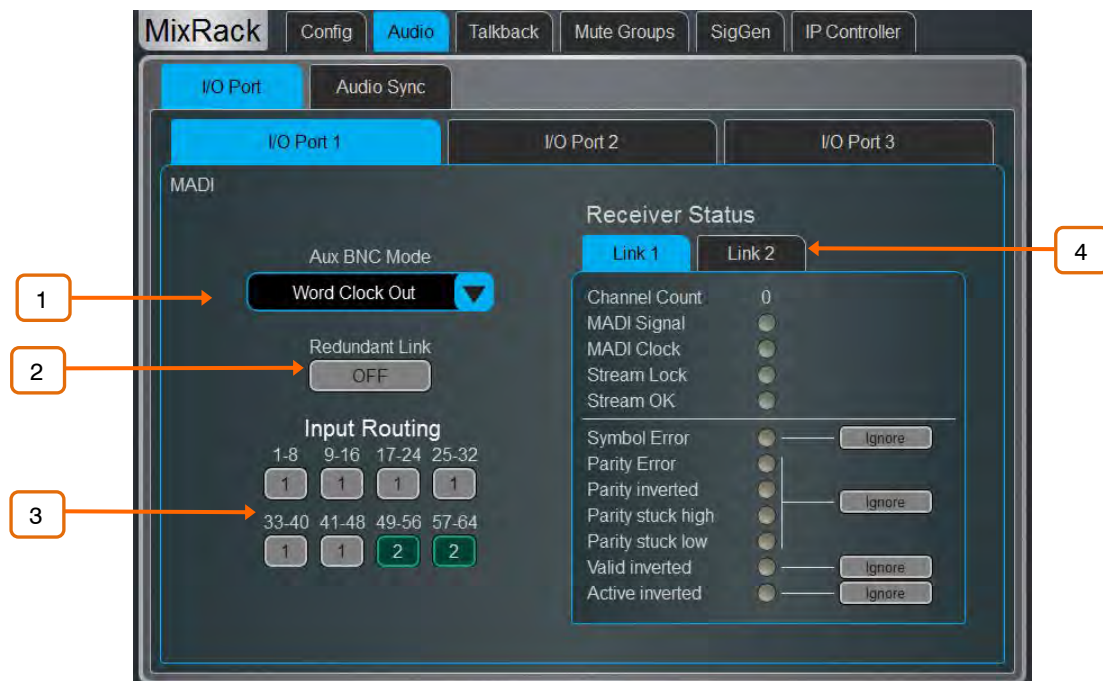 MixRack Config Audio Talkback Mute Groups SigGen IP Controller
I/O Port Audio Sync
I/O Port 1 I/O Port 2 I/O Port 3
MADI
Aux BNC Mode
1 Word Clock Out
Redundant Link
2 OFF
Input Routing
1-8 9-16 17-24 25-32
1 1 1 1
3
33-40 41-48 49-56 57-64
1 1 2 2
Receiver Status
Link 1 Link 2 4
Channel Count 0
MADI Signal
MADI Clock
Stream Lock
Stream OK
Symbol Error Ignore
Parity Error
Parity inverted
Ignore
Parity stuck high
Parity stuck low
Valid inverted Ignore
Active inverted Ignore